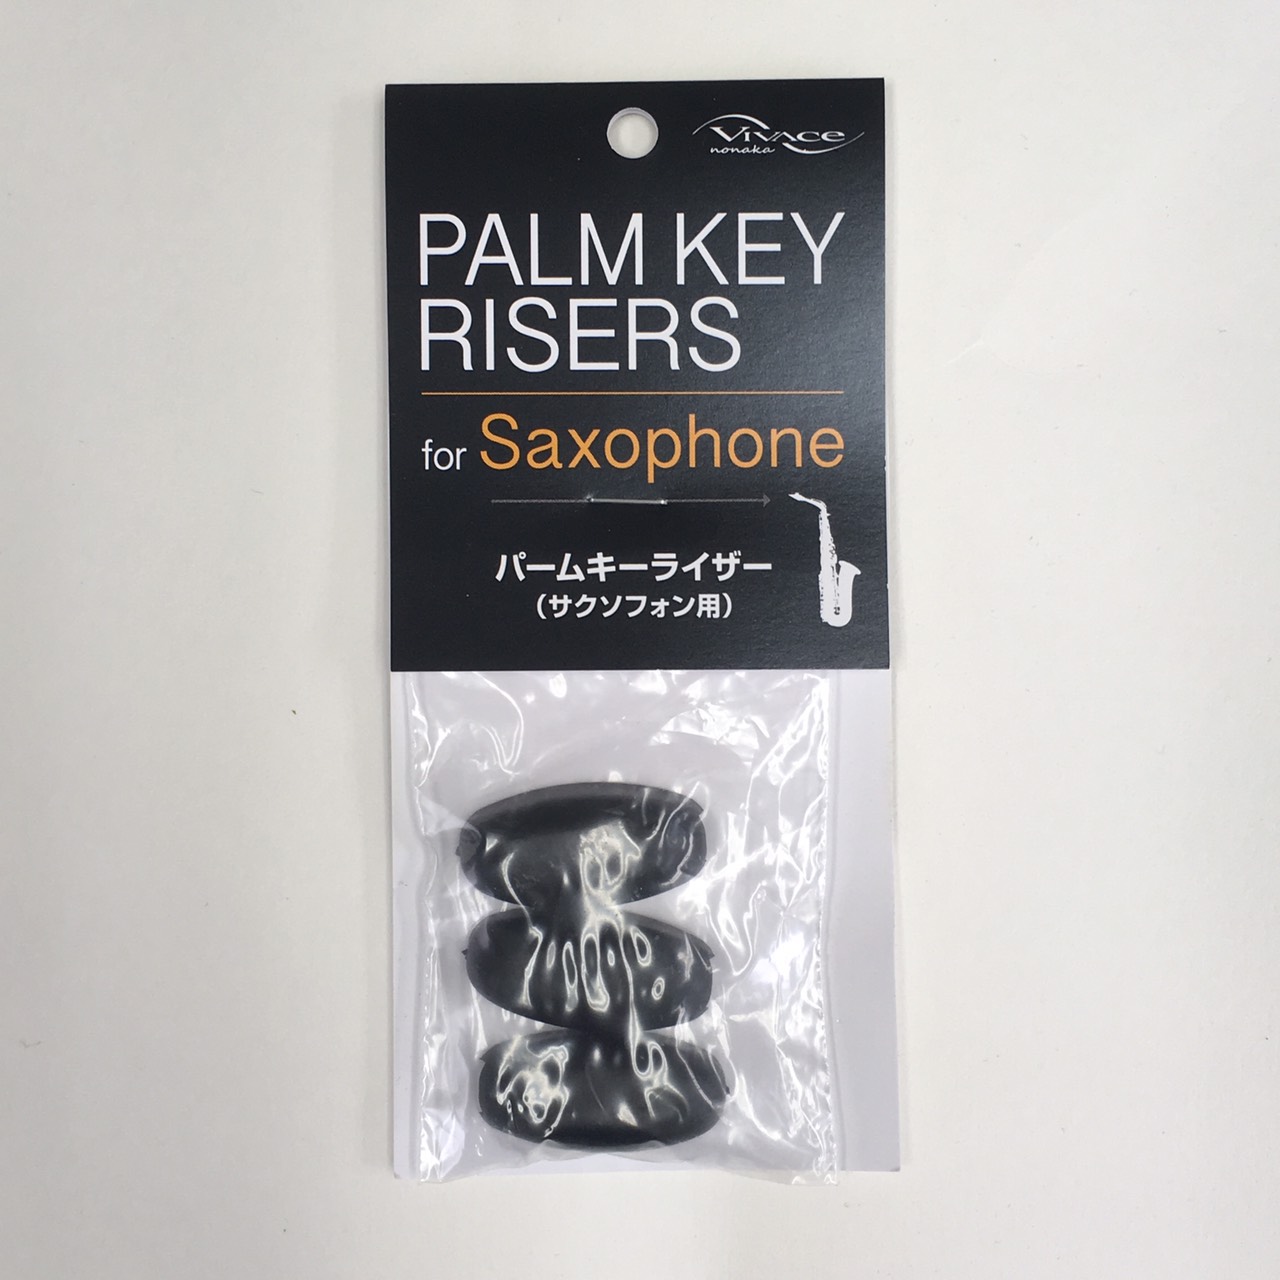 Vivace
nonaka
PALM KEY
RISERS
for Saxophone
パームキーライザー
（サクソフォン用）